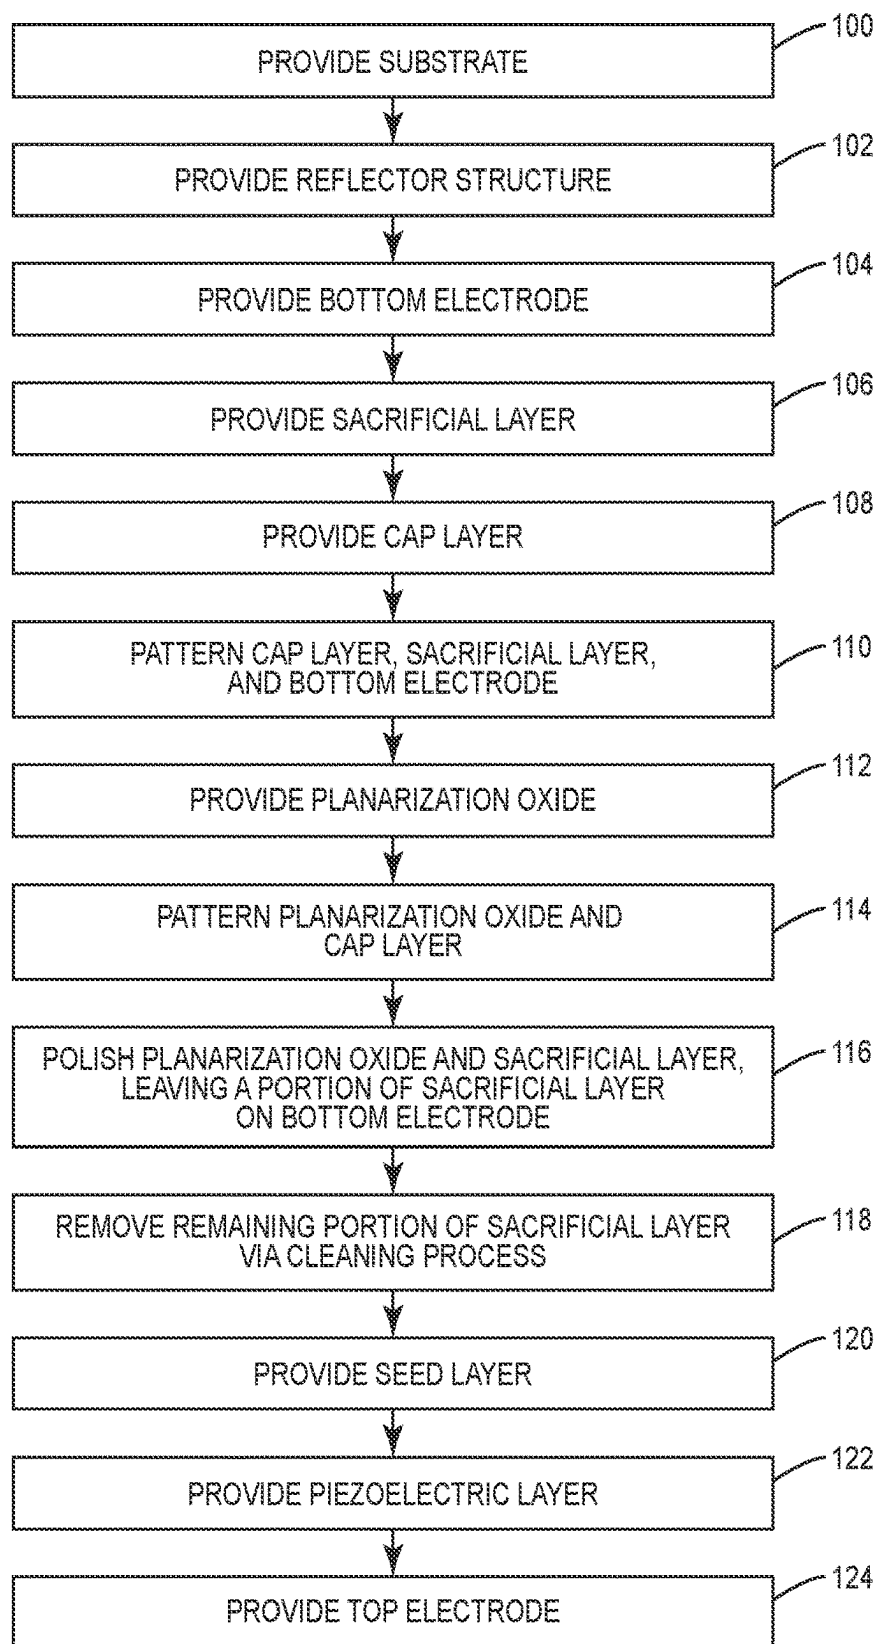 100
PROVIDE SUBSTRATE
102
PROVIDE REFLECTOR STRUCTURE
104
PROVIDE BOTTOM ELECTRODE
106
PROVIDE SACRIFICIAL LAYER
108
PROVIDE CAP LAYER
110
PATTERN CAP LAYER, SACRIFICIAL LAYER,
AND BOTTOM ELECTRODE
112
PROVIDE PLANARIZATION OXIDE
114
PATTERN PLANARIZATION OXIDE AND
CAP LAYER
116
POLISH PLANARIZATION OXIDE AND SACRIFICIAL LAYER,
LEAVING A PORTION OF SACRIFICIAL LAYER
ON BOTTOM ELECTRODE
118
REMOVE REMAINING PORTION OF SACRIFICIAL LAYER
VIA CLEANING PROCESS
120
PROVIDE SEED LAYER
122
PROVIDE PIEZOELECTRIC LAYER
124
PROVIDE TOP ELECTRODE